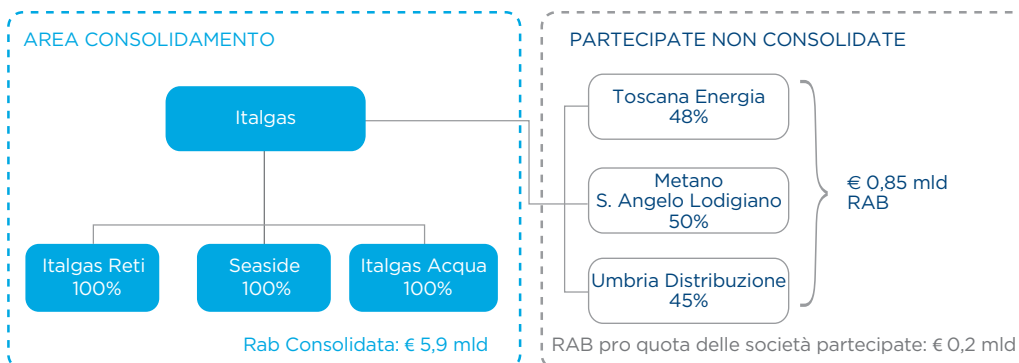 AREA CONSOLIDAMENTO
Italgas
Italgas Reti
100%
Seaside
100%
Italgas Acqua
100%
Rab Consolidata: € 5,9 mld
PARTECIPATE NON CONSOLIDATE
Toscana Energia
48%
Metano
S. Angelo Lodigiano
50%
Umbria Distribuzione
45%
€ 0,85 mld
RAB
RAB pro quota delle società partecipate: € 0,2 mld